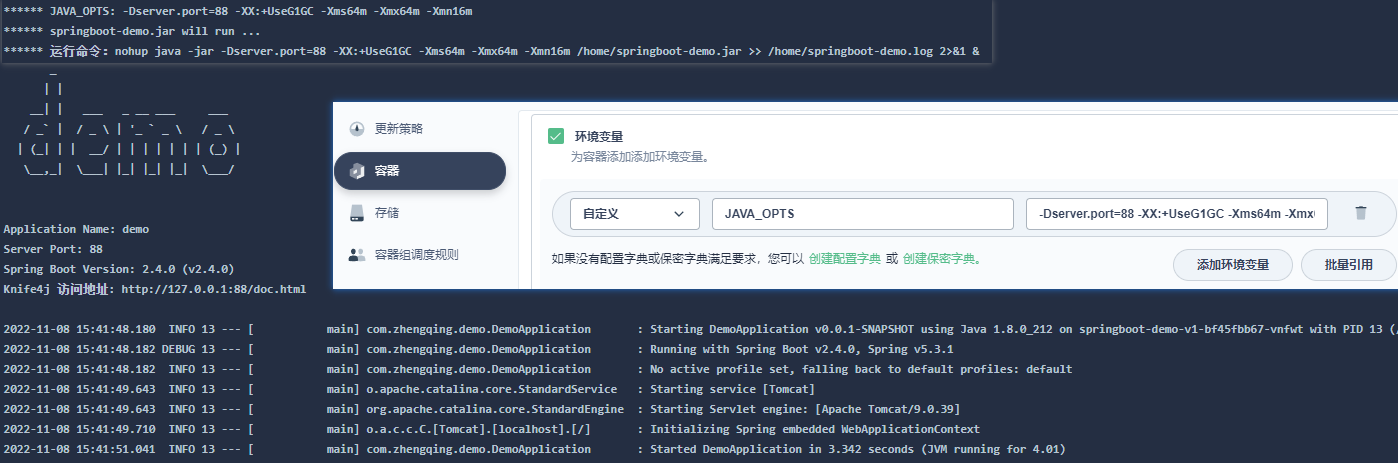 ****** JAVA_OPTS: -Dserver.port=88 -XX:+UseG1GC -Xms64m -Xmx64m -Xmn16m
****** springboot-demo.jar will run ...
****** 运行命令：nohup java -jar -Dserver.port=88 -XX:+UseG1GC -Xms64m -Xmx64m -Xmn16m /home/springboot-demo.jar >> /home/springboot-demo.log 2>&1 &
demo
更新策略
容器
存储
容器组调度规则
环境变量
为容器添加添加环境变量。
自定义 JAVA_OPTS -Dserver.port=88 -XX:+UseG1GC -Xms64m -Xmx
如果没有配置字典或保密字典满足要求，您可以 创建配置字典 或 创建保密字典。
添加环境变量 批量引用
Application Name: demo
Server Port: 88
Spring Boot Version: 2.4.0 (v2.4.0)
Knife4j 访问地址: http://127.0.0.1:88/doc.html
2022-11-08 15:41:48.180  INFO 13 --- [           main] com.zhengqing.demo.DemoApplication       : Starting DemoApplication v0.0.1-SNAPSHOT using Java 1.8.0_212 on springboot-demo-v1-bf45fbb67-vnfwt with PID 13 (/
2022-11-08 15:41:48.182 DEBUG 13 --- [           main] com.zhengqing.demo.DemoApplication       : Running with Spring Boot v2.4.0, Spring v5.3.1
2022-11-08 15:41:48.182  INFO 13 --- [           main] com.zhengqing.demo.DemoApplication       : No active profile set, falling back to default profiles: default
2022-11-08 15:41:49.643  INFO 13 --- [           main] o.apache.catalina.core.StandardService   : Starting service [Tomcat]
2022-11-08 15:41:49.643  INFO 13 --- [           main] org.apache.catalina.core.StandardEngine  : Starting Servlet engine: [Apache Tomcat/9.0.39]
2022-11-08 15:41:49.710  INFO 13 --- [           main] o.a.c.c.C.[Tomcat].[localhost].[/]       : Initializing Spring embedded WebApplicationContext
2022-11-08 15:41:51.041  INFO 13 --- [           main] com.zhengqing.demo.DemoApplication       : Started DemoApplication in 3.342 seconds (JVM running for 4.01)